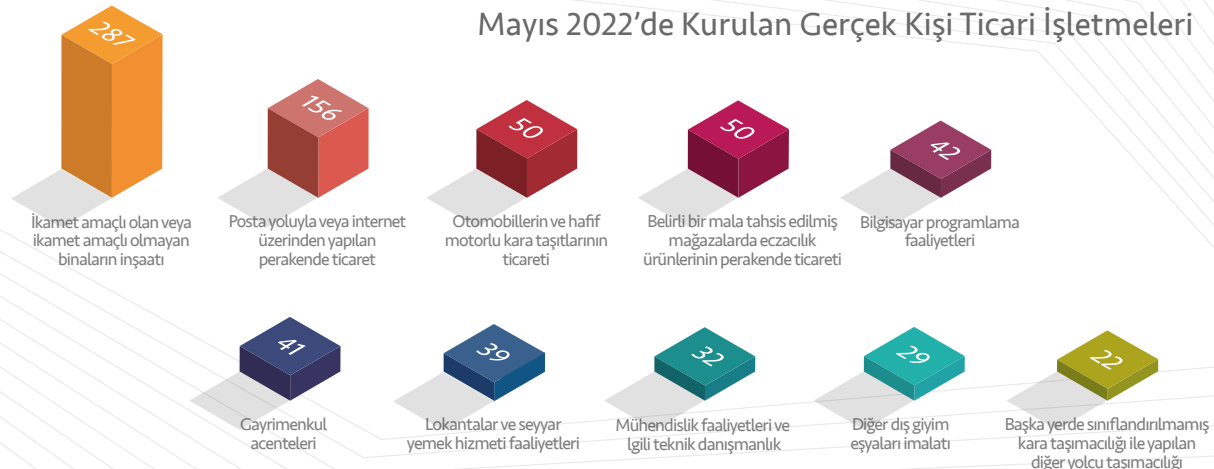 Mayıs 2022’de Kurulan Gerçek Kişi Ticari İşletmeleri
287
İkamet amaçlı olan veya
ikamet amaçlı olmayan
binaların inşaatı
156
Posta yoluyla veya internet
üzerinden yapılan
perakende ticaret
50
Otomobillerin ve hafif
motorlu kara taşıtlarının
ticareti
50
Belirli bir mala tahsis edilmiş
mağazalarda eczacılık
ürünlerinin perakende ticareti
42
Bilgisayar programlama
faaliyetleri
41
Gayrimenkul
acenteleri
39
Lokantalar ve seyyar
yemek hizmeti faaliyetleri
32
Mühendislik faaliyetleri ve
lgili teknik danışmanlık
29
Diğer dış giyim
eşyaları imalatı
22
Başka yerde sınıflandırılmamış
kara taşımacılığı ile yapılan
diğer yolcu taşımacılığı